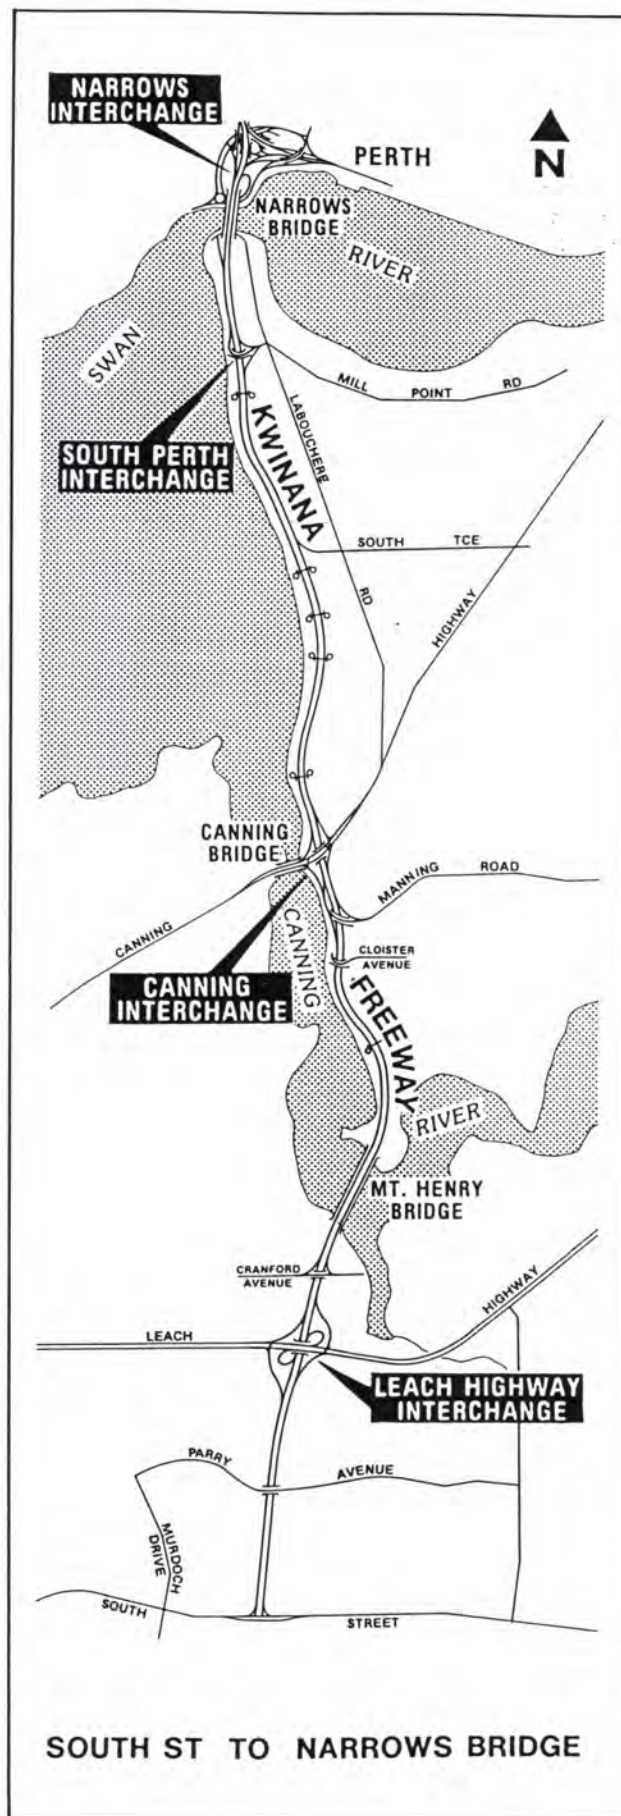 NARROWS
INTERCHANGE
PERTH
N
NARROWS
BRIDGE
RIVER
SWAN
MILL POINT RD
SOUTH PERTH
INTERCHANGE
KWINANA
LABOUCHERE
RD
SOUTH TCE
HIGHWAY
CANNING
BRIDGE
MANNING ROAD
CANNING
CANNING
CLOISTER
AVENUE
CANNING
INTERCHANGE
FREEWAY
RIVER
MT. HENRY
BRIDGE
CRANFORD
AVENUE
HIGHWAY
LEACH
LEACH HIGHWAY
INTERCHANGE
PARRY AVENUE
MURDOCH
DRIVE
SOUTH STREET
SOUTH ST TO NARROWS BRIDGE